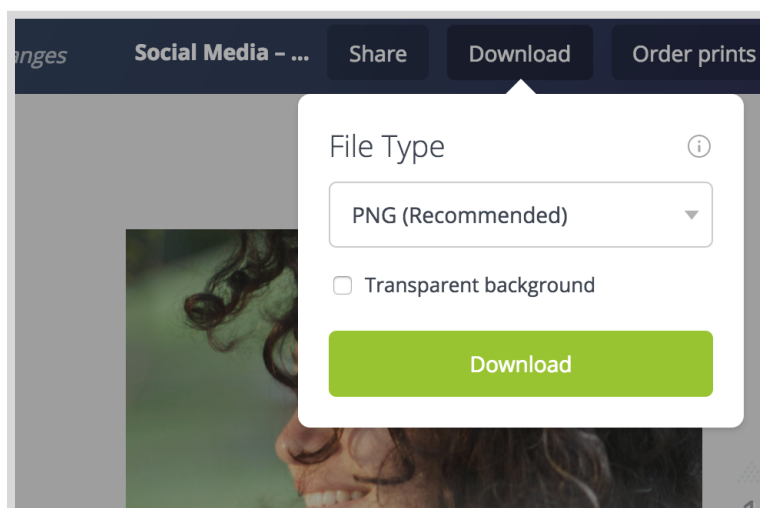 anges
Social Media – ...
Share
Download
Order prints
File Type
PNG (Recommended)
Transparent background
Download